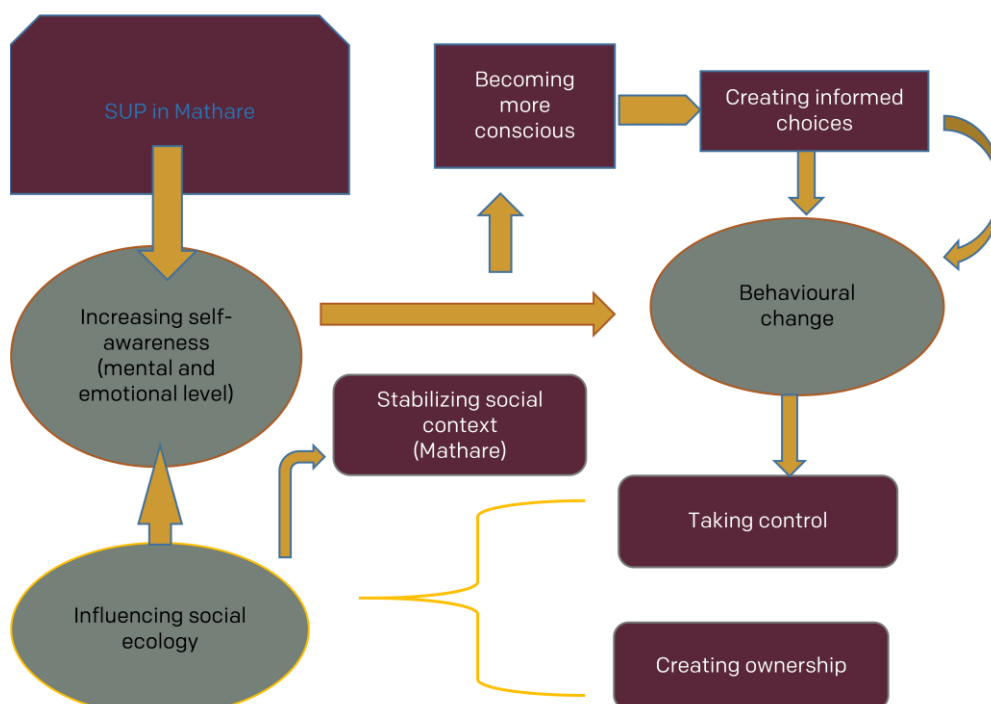 SUP in Mathare
Becoming
more
conscious
Creating informed
choices
Increasing self-
awareness
(mental and
emotional level)
Behavioural
change
Stabilizing social
context
(Mathare)
Taking control
Influencing social
ecology
Creating ownership